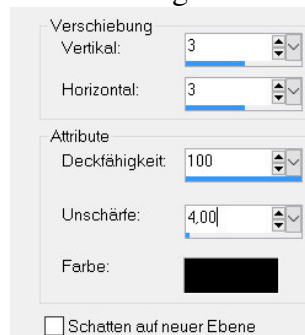 Verschiebung
Vertikal: 3
Horizontal: 3
Attribute
Deckfähigkeit: 100
Unschärfe: 4,00
Farbe:
Schatten auf neuer Ebene